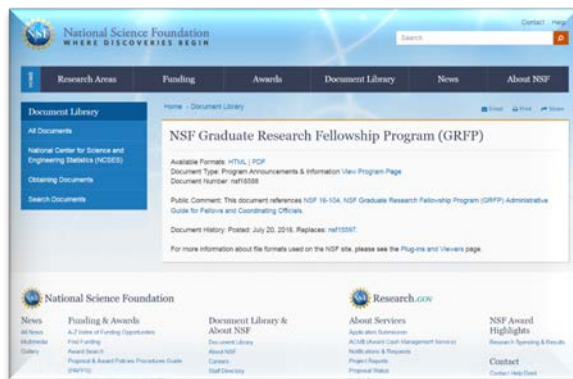 Contact Help
National Science Foundation
WHERE DISCOVERIES BEGIN
Search
HOME
Research Areas
Funding
Awards
Document Library
News
About NSF
Document Library
All Documents
National Center for Science and
Engineering Statistics (NCSES)
Obtaining Documents
Search Documents
Home Document Library
Email Print Share
NSF Graduate Research Fellowship Program (GRFP)
Available Formats: HTML | PDF
Document Type: Program Announcements & Information View Program Page
Document Number: nsf16588
Public Comment: This document references NSF 16-104, NSF Graduate Research Fellowship Program (GRFP) Administrative
Guide for Fellows and Coordinating Officials.
Document History: Posted: July 20, 2016. Replaces: nsf15597.
For more information about file formats used on the NSF site, please see the Plug-ins and Viewers page.
National Science Foundation
News
All News
Multimedia
Gallery
Funding & Awards
A-Z Index of Funding Opportunities
Find Funding
Award Search
Proposal & Award Policies Procedures Guide
(PAPPG)
Document Library &
About NSF
Document Library
About NSF
Careers
Staff Directory
Research.gov
About Services
Application Submission
ACM$ (Award Cash Management Service)
Notifications & Requests
Project Reports
Proposal Status
NSF Award
Highlights
Research Spending & Results
Contact
Contact Help Desk